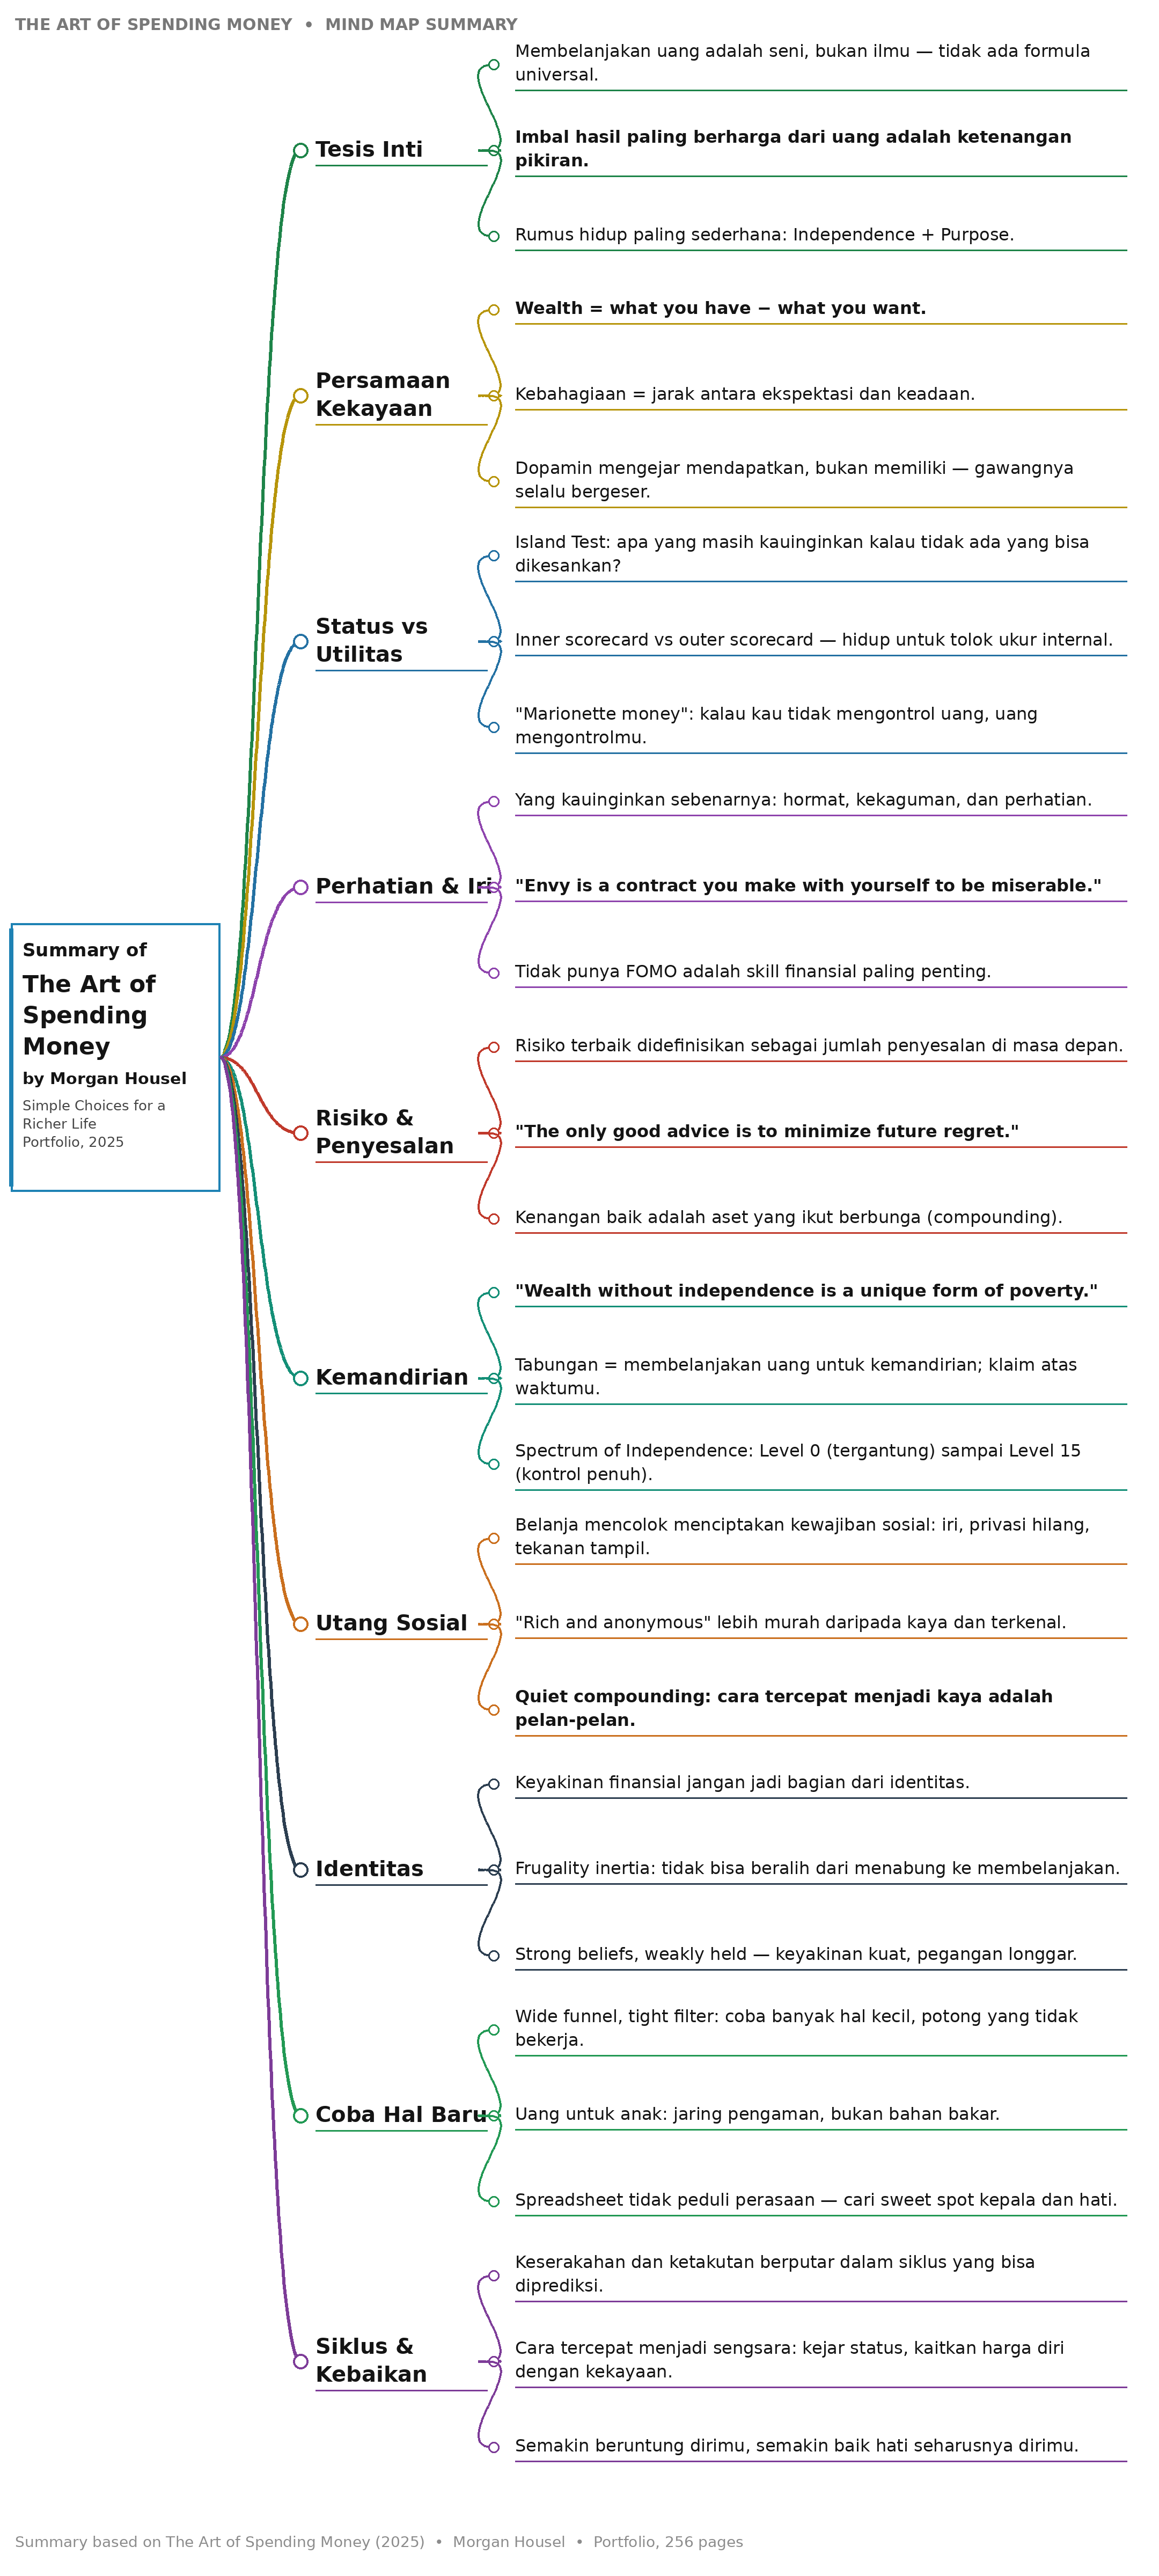 THE ART OF SPENDING MONEY • MIND MAP SUMMARY
Summary of
The Art of
Spending
Money
by Morgan Housel
Simple Choices for a
Richer Life
Portfolio, 2025
Tesis Inti
Membelanjakan uang adalah seni, bukan ilmu — tidak ada formula
universal.
Imbal hasil paling berharga dari uang adalah ketenangan
pikiran.
Rumus hidup paling sederhana: Independence + Purpose.
Persamaan
Kekayaan
Wealth = what you have − what you want.
Kebahagiaan = jarak antara ekspektasi dan keadaan.
Dopamin mengejar mendapatkan, bukan memiliki — gawangnya
selalu bergeser.
Status vs
Utilitas
Island Test: apa yang masih kauinginkan kalau tidak ada yang bisa
dikesankan?
Inner scorecard vs outer scorecard — hidup untuk tolok ukur internal.
"Marionette money": kalau kau tidak mengontrol uang, uang
mengontrolmu.
Perhatian & Iri
Yang kauinginkan sebenarnya: hormat, kekaguman, dan perhatian.
"Envy is a contract you make with yourself to be miserable."
Tidak punya FOMO adalah skill finansial paling penting.
Risiko &
Penyesalan
Risiko terbaik didefinisikan sebagai jumlah penyesalan di masa depan.
"The only good advice is to minimize future regret."
Kenangan baik adalah aset yang ikut berbunga (compounding).
Kemandirian
"Wealth without independence is a unique form of poverty."
Tabungan = membelanjakan uang untuk kemandirian; klaim atas
waktumu.
Spectrum of Independence: Level 0 (tergantung) sampai Level 15
(kontrol penuh).
Utang Sosial
Belanja mencolok menciptakan kewajiban sosial: iri, privasi hilang,
tekanan tampil.
"Rich and anonymous" lebih murah daripada kaya dan terkenal.
Quiet compounding: cara tercepat menjadi kaya adalah
pelan-pelan.
Identitas
Keyakinan finansial jangan jadi bagian dari identitas.
Frugality inertia: tidak bisa beralih dari menabung ke membelanjakan.
Strong beliefs, weakly held — keyakinan kuat, pegangan longgar.
Coba Hal Baru
Wide funnel, tight filter: coba banyak hal kecil, potong yang tidak
bekerja.
Uang untuk anak: jaring pengaman, bukan bahan bakar.
Spreadsheet tidak peduli perasaan — cari sweet spot kepala dan hati.
Siklus &
Kebaikan
Keserakahan dan ketakutan berputar dalam siklus yang bisa
diprediksi.
Cara tercepat menjadi sengsara: kejar status, kaitkan harga diri
dengan kekayaan.
Semakin beruntung dirimu, semakin baik hati seharusnya dirimu.
Summary based on The Art of Spending Money (2025) • Morgan Housel • Portfolio, 256 pages